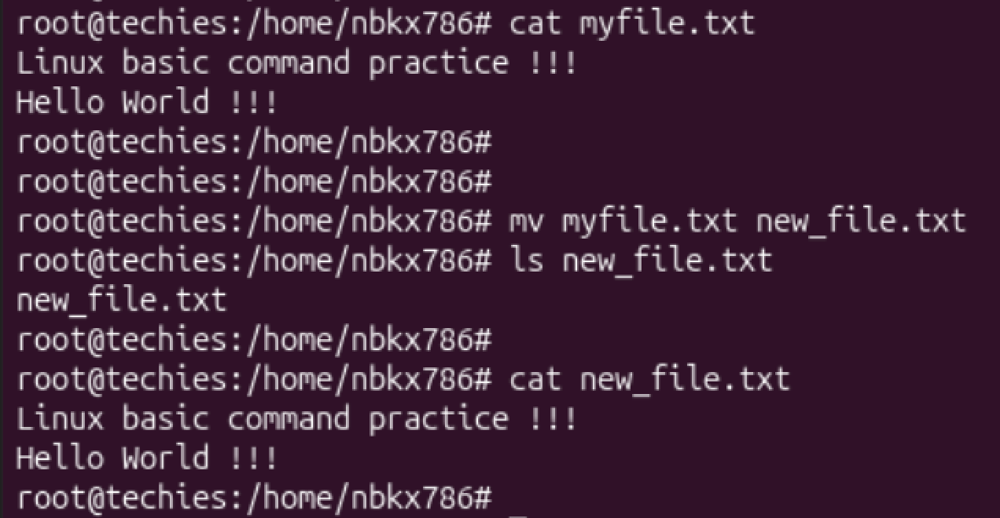 root@techies:/home/nbkx786# cat myfile.txt
Linux basic command practice !!!
Hello World !!!
root@techies:/home/nbkx786#
root@techies:/home/nbkx786#
root@techies:/home/nbkx786# mv myfile.txt new_file.txt
root@techies:/home/nbkx786# ls new_file.txt
new_file.txt
root@techies:/home/nbkx786#
root@techies:/home/nbkx786# cat new_file.txt
Linux basic command practice !!!
Hello World !!!
root@techies:/home/nbkx786#